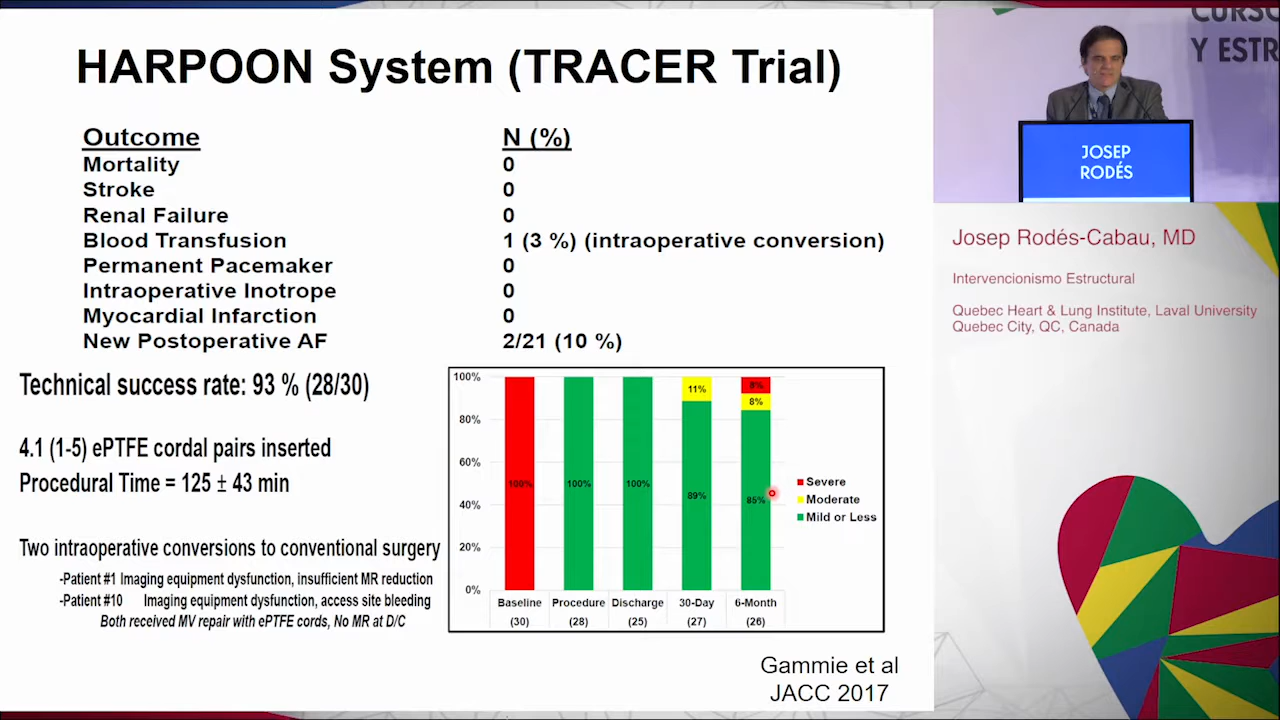 HARPOON System (TRACER Trial)
Outcome N (%)
Mortality 0
Stroke 0
Renal Failure 0
Blood Transfusion 1 (3 %) (intraoperative conversion)
Permanent Pacemaker 0
Intraoperative Inotrope 0
Myocardial Infarction 0
New Postoperative AF 2/21 (10 %)
Technical success rate: 93 % (28/30)
4.1 (1-5) ePTFE cordal pairs inserted
Procedural Time = 125 ± 43 min
Two intraoperative conversions to conventional surgery
-Patient #1 Imaging equipment dysfunction, insufficient MR reduction
-Patient #10 Imaging equipment dysfunction, access site bleeding
Both received MV repair with ePTFE cords, No MR at D/C
100%
80%
60%
40%
20%
0%
100% 100% 100% 89% 85%
11% 8%
8%
Baseline Procedure Discharge 30-Day 6-Month
(30) (28) (25) (27) (26)
Severe
Moderate
Mild or Less
Gammie et al
JACC 2017
CURSO
Y ESTR
JOSEP
RODÉS
Josep Rodés-Cabau, MD
Intervencionismo Estructural
Quebec Heart & Lung Institute, Laval University
Quebec City, QC, Canada